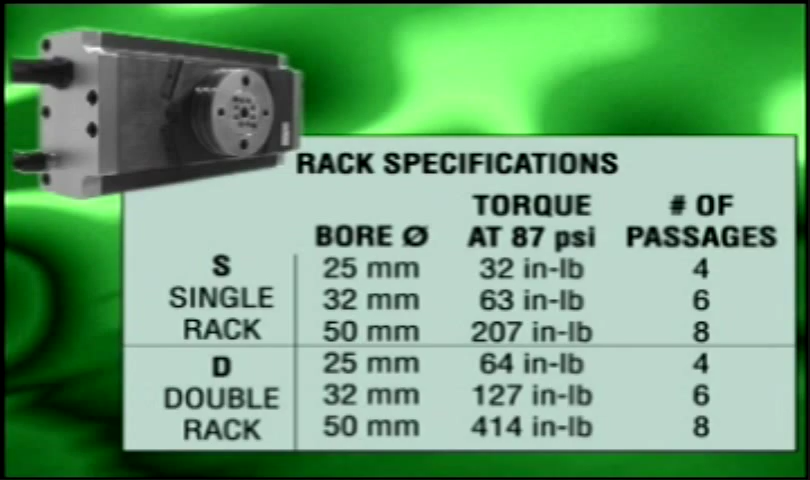 RACK SPECIFICATIONS
BORE Ø TORQUE AT 87 psi # OF PASSAGES
S SINGLE RACK
25 mm 32 in-lb 4
32 mm 63 in-lb 6
50 mm 207 in-lb 8
D DOUBLE RACK
25 mm 64 in-lb 4
32 mm 127 in-lb 6
50 mm 414 in-lb 8